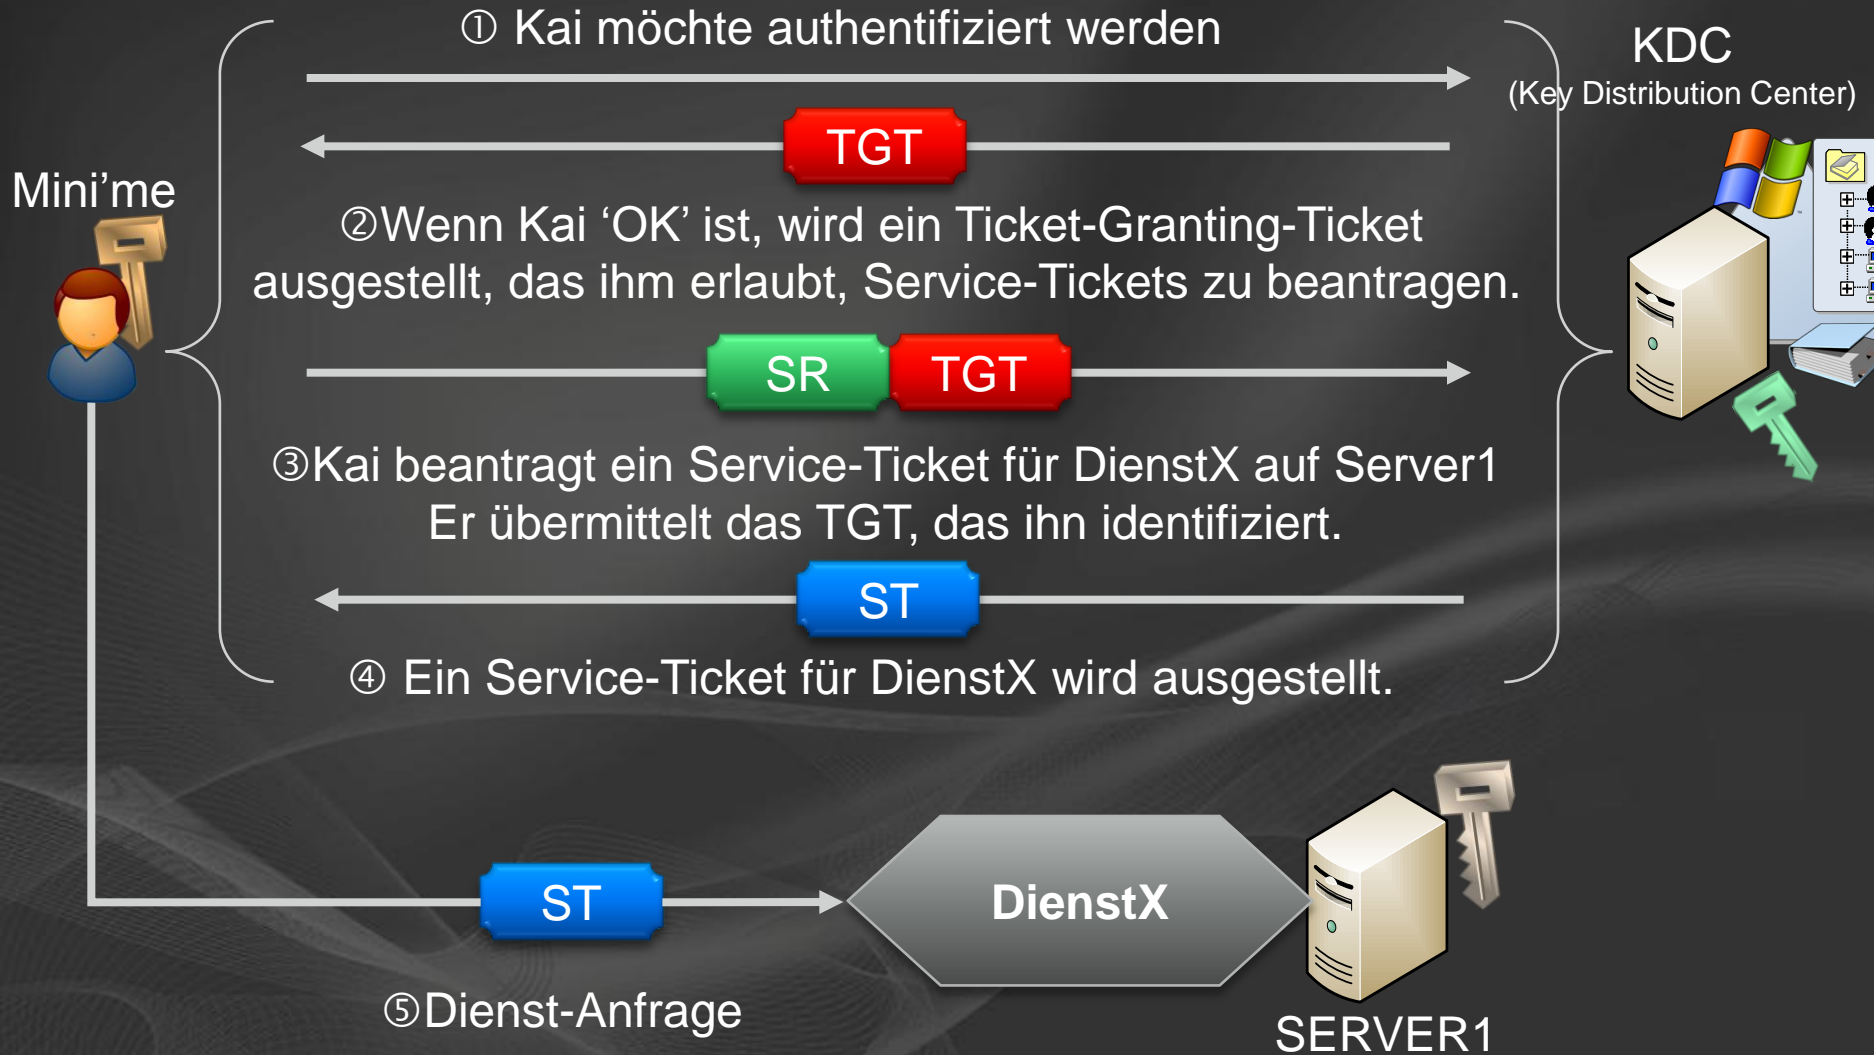 ① Kai möchte authentifiziert werden
KDC
(Key Distribution Center)
TGT
Mini’me
②Wenn Kai ‘OK’ ist, wird ein Ticket-Granting-Ticket
ausgestellt, das ihm erlaubt, Service-Tickets zu beantragen.
SR TGT
③Kai beantragt ein Service-Ticket für DienstX auf Server1
Er übermittelt das TGT, das ihn identifiziert.
ST
④ Ein Service-Ticket für DienstX wird ausgestellt.
ST
DienstX
⑤Dienst-Anfrage
SERVER1